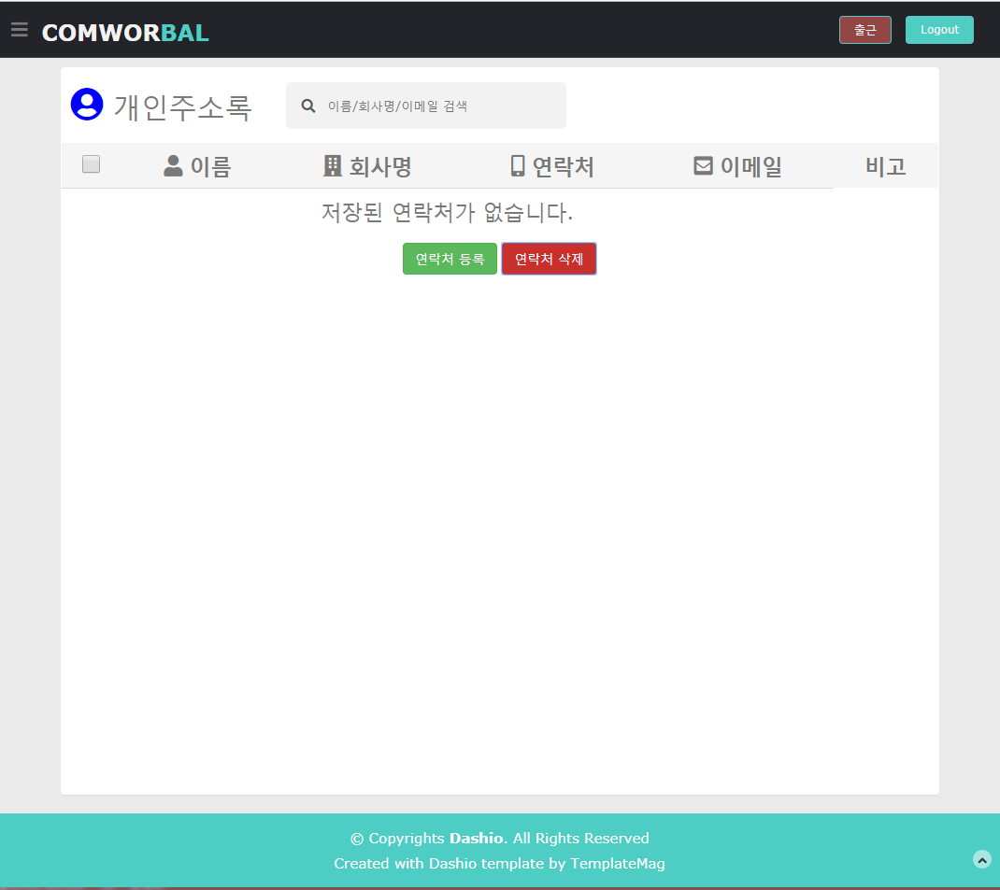 COMWORBAL 출근 Logout
개인주소록 이름/회사명/이메일 검색
이름 회사명 연락처 이메일 비고
저장된 연락처가 없습니다.
연락처 등록 연락처 삭제
© Copyrights Dashio. All Rights Reserved
Created with Dashio template by TemplateMag